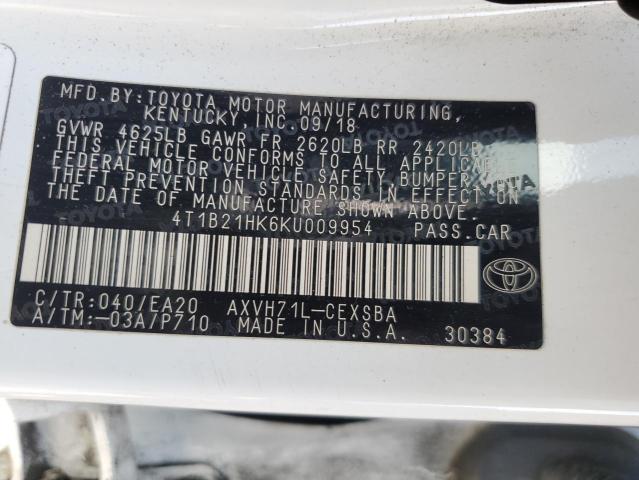 MFD.BY:TOYOTA MOTOR MANUFACTURING,
KENTUCKY, INC.09/18
GVWR 4625LB GAWR FR 2620LB RR 2420LB
THIS VEHICLE CONFORMS TO ALL APPLICABLE
FEDERAL MOTOR VEHICLE SAFETY, BUMPER,
THEFT PREVENTION STANDARDS IN EFFECT ON
THE DATE OF MANUFACTURE SHOWN ABOVE.
4T1B21HK6KU009954 PASS.CAR
C/TR:040/EA20 AXVH71L-CEXSBA
A/TM:-03A/P710 MADE IN U.S.A. 30384